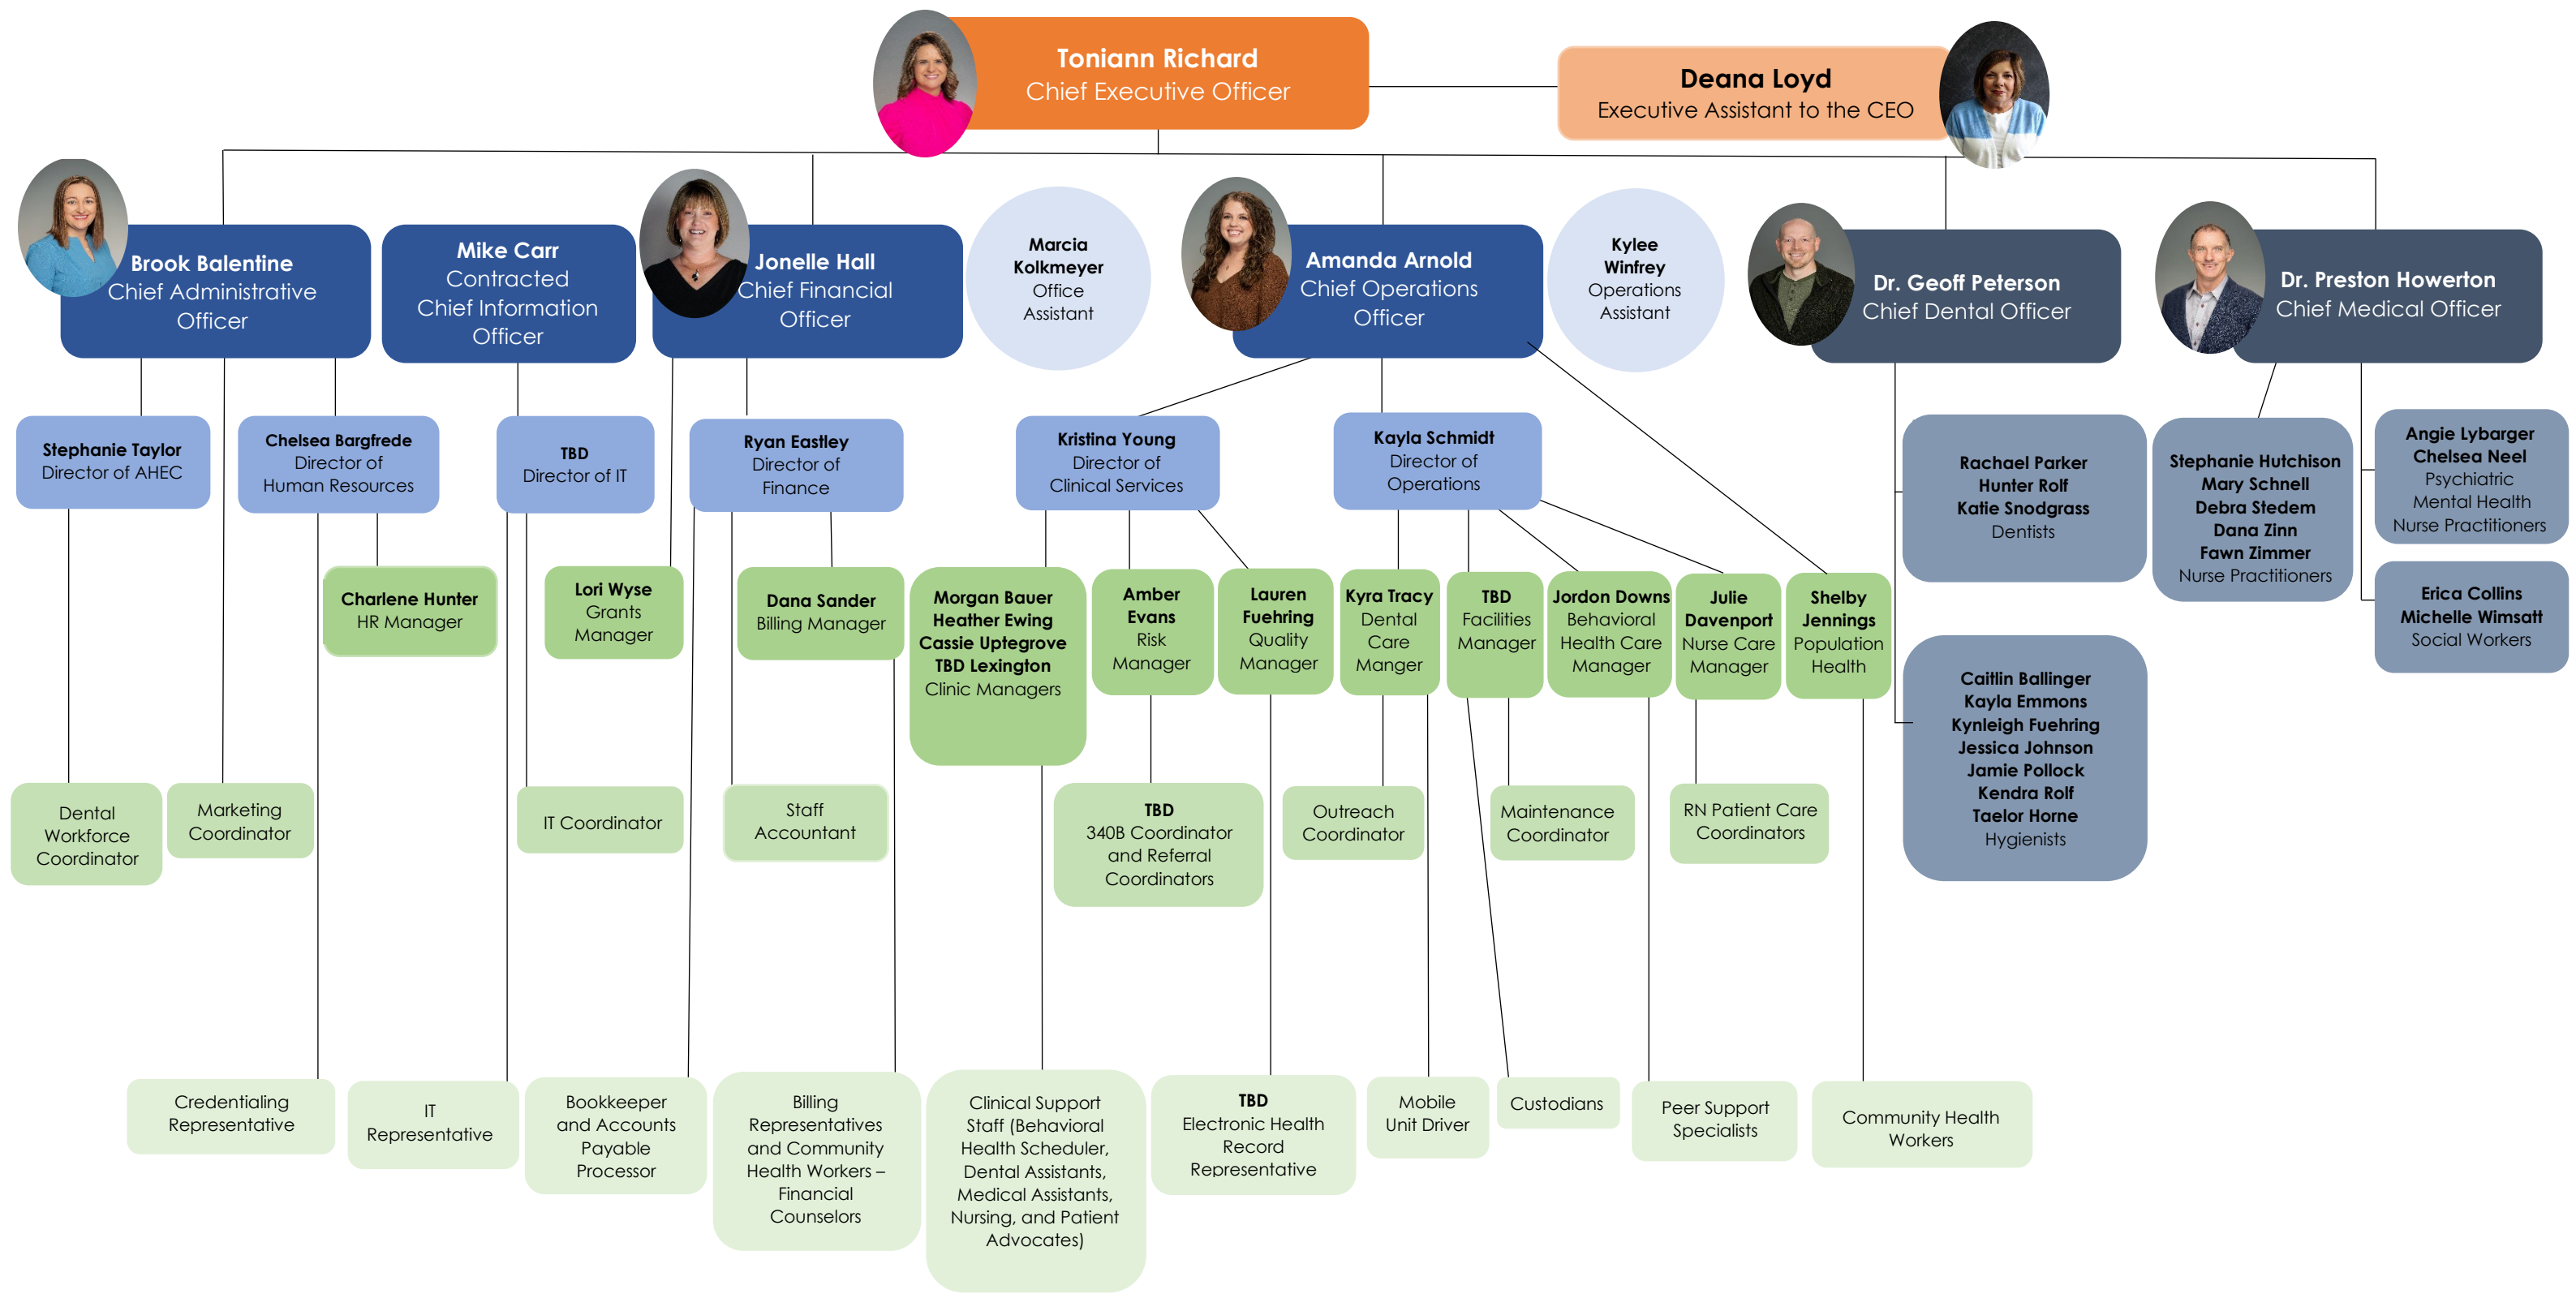 Toniann Richard
Chief Executive Officer
Deana Loyd
Executive Assistant to the CEO
Brook Balentine
Chief Administrative
Officer
Mike Carr
Contracted
Chief Information
Officer
Jonelle Hall
Chief Financial
Officer
Marcia
Kolkmeyer
Office
Assistant
Amanda Arnold
Chief Operations
Officer
Kylee
Winfrey
Operations
Assistant
Dr. Geoff Peterson
Chief Dental Officer
Dr. Preston Howerton
Chief Medical Officer
Stephanie Taylor
Director of AHEC
Chelsea Bargfrede
Director of
Human Resources
TBD
Director of IT
Ryan Eastley
Director of
Finance
Kristina Young
Director of
Clinical Services
Kayla Schmidt
Director of
Operations
Rachael Parker
Hunter Rolf
Katie Snodgrass
Dentists
Stephanie Hutchison
Mary Schnell
Debra Stedem
Dana Zinn
Fawn Zimmer
Nurse Practitioners
Angie Lybarger
Chelsea Neel
Psychiatric
Mental Health
Nurse Practitioners
Erica Collins
Michelle Wimsatt
Social Workers
Charlene Hunter
HR Manager
Lori Wyse
Grants
Manager
Dana Sander
Billing Manager
Morgan Bauer
Heather Ewing
Cassie Uptegrove
TBD Lexington
Clinic Managers
Amber
Evans
Risk
Manager
Lauren
Fuehring
Quality
Manager
Kyra Tracy
Dental
Care
Manger
TBD
Facilities
Manager
Jordon Downs
Behavioral
Health Care
Manager
Julie
Davenport
Nurse Care
Manager
Shelby
Jennings
Population
Health
Caitlin Ballinger
Kayla Emmons
Kynleigh Fuehring
Jessica Johnson
Jamie Pollock
Kendra Rolf
Taelor Horne
Hygienists
Dental
Workforce
Coordinator
Marketing
Coordinator
IT Coordinator
Staff
Accountant
TBD
340B Coordinator
and Referral
Coordinators
Outreach
Coordinator
Maintenance
Coordinator
RN Patient Care
Coordinators
Credentialing
Representative
IT
Representative
Bookkeeper
and Accounts
Payable
Processor
Billing
Representatives
and Community
Health Workers –
Financial
Counselors
Clinical Support
Staff (Behavioral
Health Scheduler,
Dental Assistants,
Medical Assistants,
Nursing, and Patient
Advocates)
TBD
Electronic Health
Record
Representative
Mobile
Unit Driver
Custodians
Peer Support
Specialists
Community Health
Workers